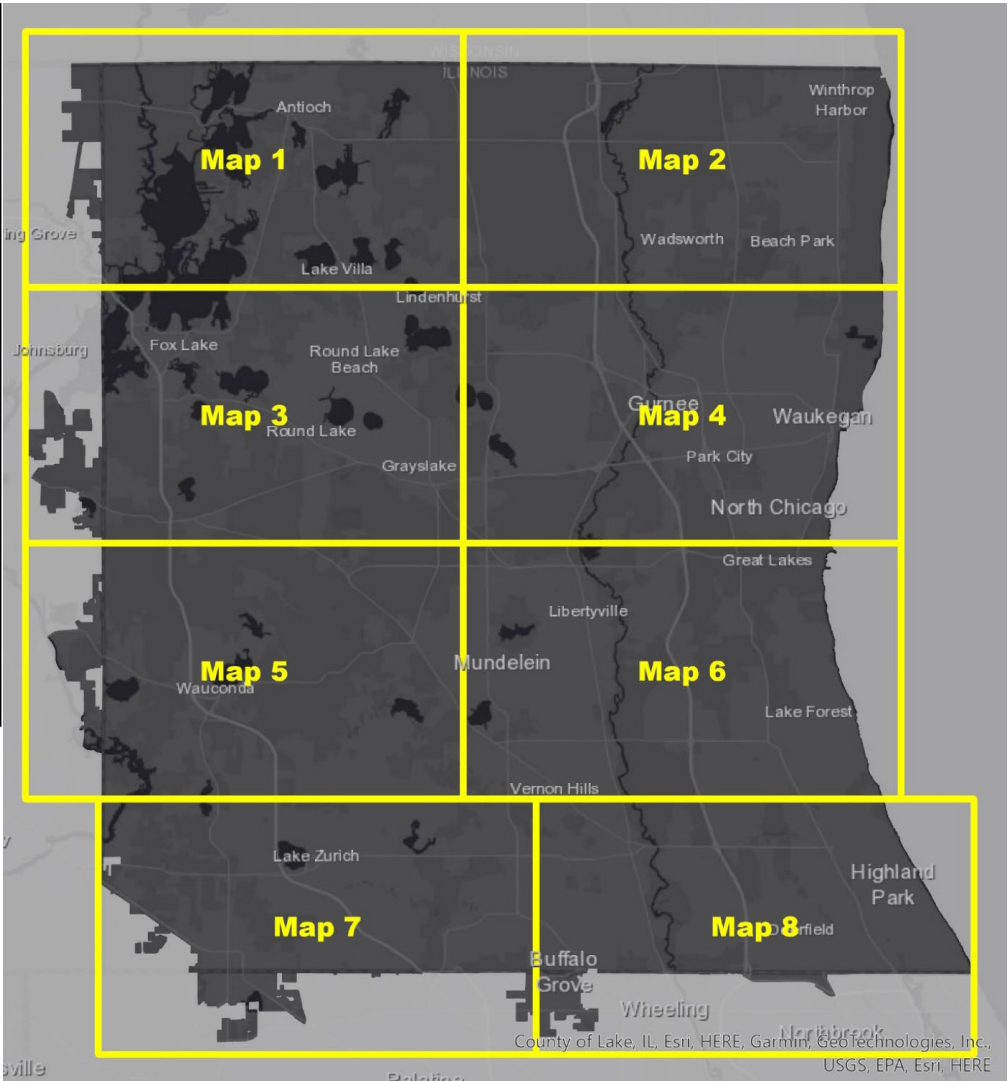 WISCONSIN
ILLINOIS
Winthrop
Harbor
Antioch
Map 1
Map 2
ing Grove
Wadsworth
Beach Park
Lake Villa
Lindenhurst
Johnsburg
Fox Lake
Round Lake
Beach
Gurnee
Map 3
Map 4
Waukegan
Round Lake
Grayslake
Park City
North Chicago
Great Lakes
Libertyville
Mundelein
Map 5
Map 6
Wauconda
Lake Forest
Vernon Hills
Lake Zurich
Highland
Park
Map 7
Map 8
Buffalo
Grove
Wheeling
Northbrook
County of Lake, IL, Esri, HERE, Garmin, GeoTechnologies, Inc.,
USGS, EPA, Esri, HERE
sville